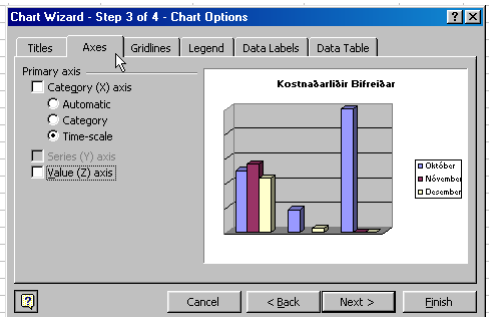 Chart Wizard - Step 3 of 4 - Chart Options
Titles Axes Gridlines Legend Data Labels Data Table
Primary axis
Category (X) axis
Automatic
Category
Time-scale
Series (Y) axis
Value (Z) axis
Kostnaðarliðir Bifreiðar
Október
Nóvember
Desember
Cancel < Back Next > Finish